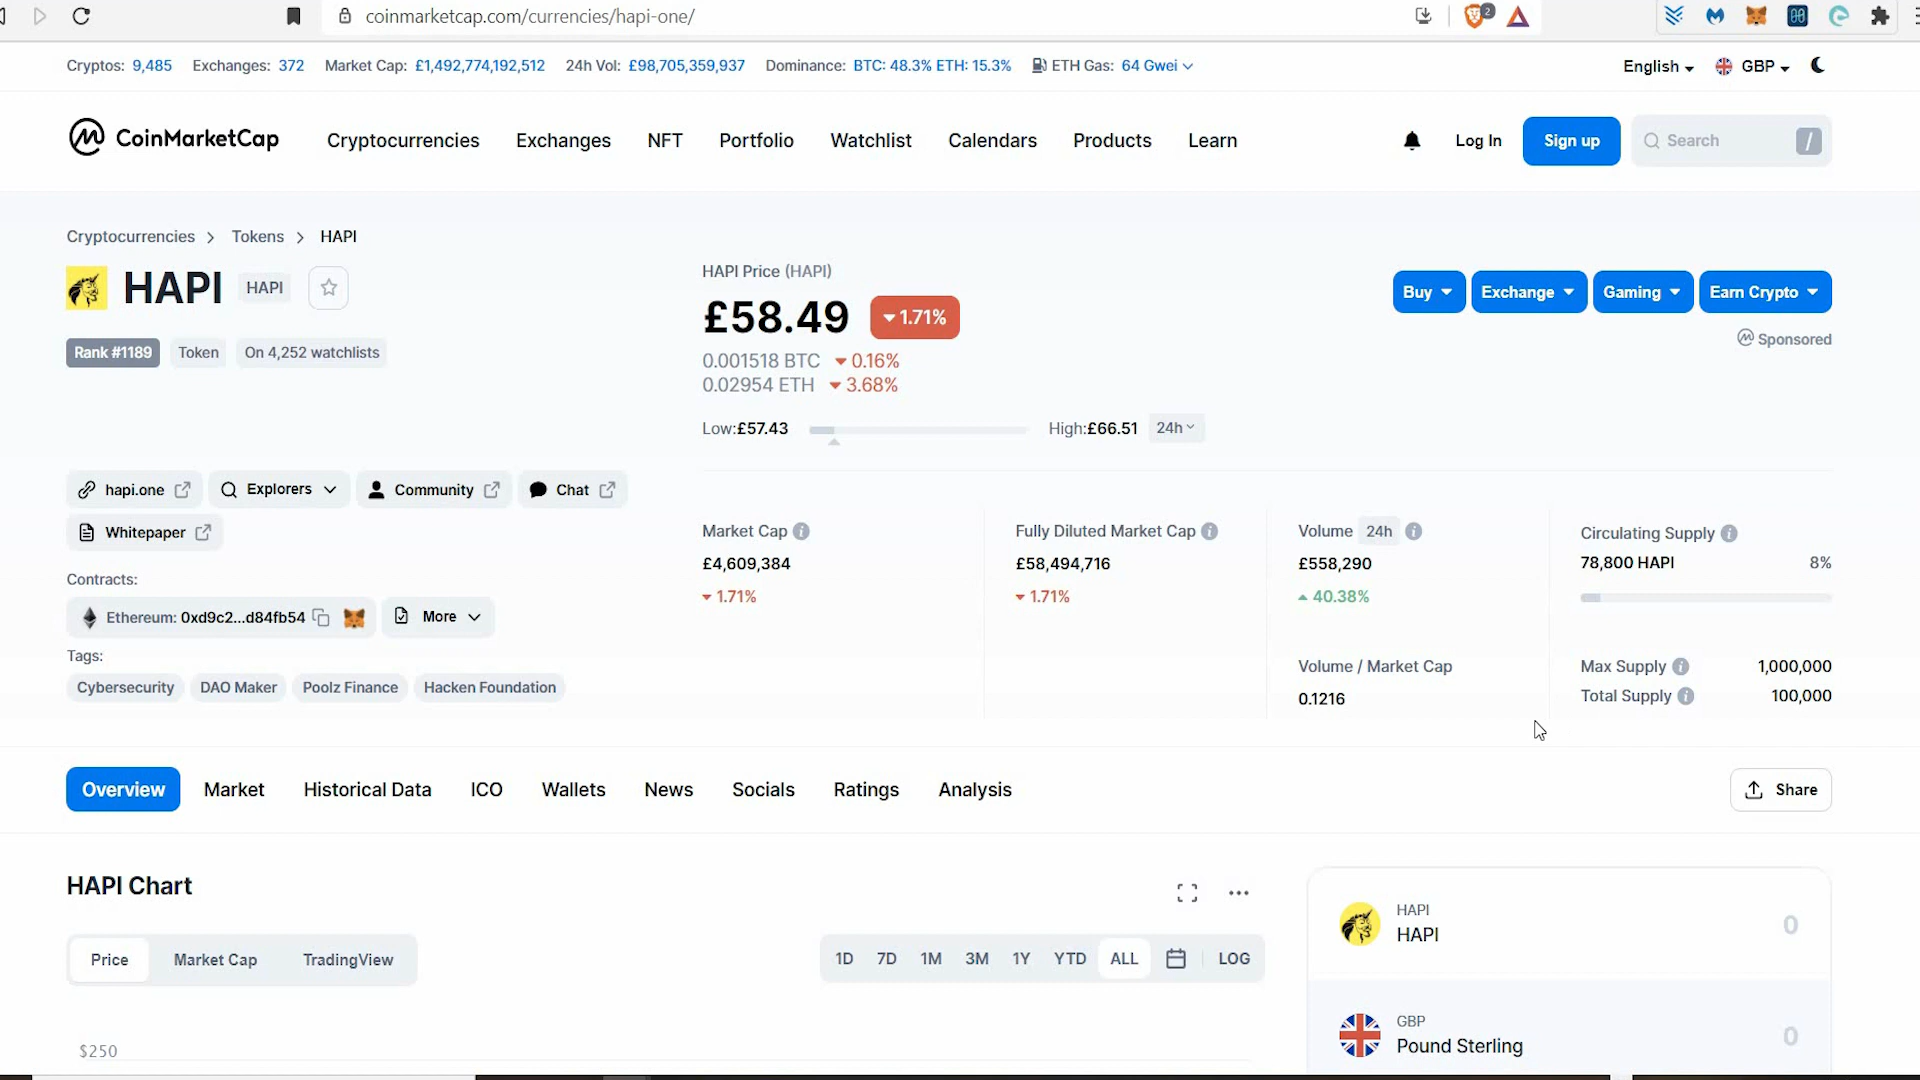 coinmarketcap.com/currencies/hapi-one/
2
Cryptos: 9,485 Exchanges: 372 Market Cap: £1,492,774,192,512 24h Vol: £98,705,359,937 Dominance: BTC: 48.3% ETH: 15.3% ETH Gas: 64 Gwei
English GBP
CoinMarketCap
Cryptocurrencies Exchanges NFT Portfolio Watchlist Calendars Products Learn
Log In Sign up Search /
Cryptocurrencies > Tokens > HAPI
HAPI HAPI
Rank #1189 Token On 4,252 watchlists
HAPI Price (HAPI)
£58.49 1.71%
0.001518 BTC 0.16%
0.02954 ETH 3.68%
Low:£57.43 High:£66.51 24h
Buy Exchange Gaming Earn Crypto
Sponsored
hapi.one Explorers Community Chat
Whitepaper
Contracts:
Ethereum: 0xd9c2...d84fb54 More
Tags:
Cybersecurity DAO Maker Poolz Finance Hacken Foundation
Market Cap
£4,609,384
1.71%
Fully Diluted Market Cap
£58,494,716
1.71%
Volume 24h
£558,290
40.38%
Volume / Market Cap
0.1216
Circulating Supply
78,800 HAPI 8%
Max Supply 1,000,000
Total Supply 100,000
Overview Market Historical Data ICO Wallets News Socials Ratings Analysis
Share
HAPI Chart
Price Market Cap TradingView
1D 7D 1M 3M 1Y YTD ALL LOG
$250
HAPI
HAPI 0
GBP
Pound Sterling 0